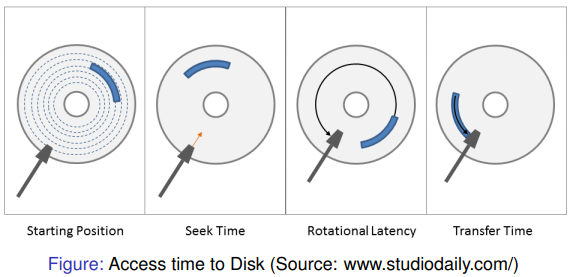 Starting Position
Seek Time
Rotational Latency
Transfer Time
Figure: Access time to Disk (Source: www.studiodaily.com/)